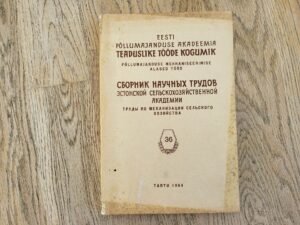 EESTI
PÕLLUMAJANDUSE AKADEEMIA
TEADUSLIKE TÖÖDE KOGUMIK
PÕLLUMAJANDUSE MEHHANISEERIMISE
ALASED TÖÖD
СБОРНИК НАУЧНЫХ ТРУДОВ
ЭСТОНСКОЙ СЕЛЬСКОХОЗЯЙСТВЕННОЙ
АКАДЕМИИ
ТРУДЫ ПО МЕХАНИЗАЦИИ СЕЛЬСКОГО
ХОЗЯЙСТВА
36
TARTU 1964